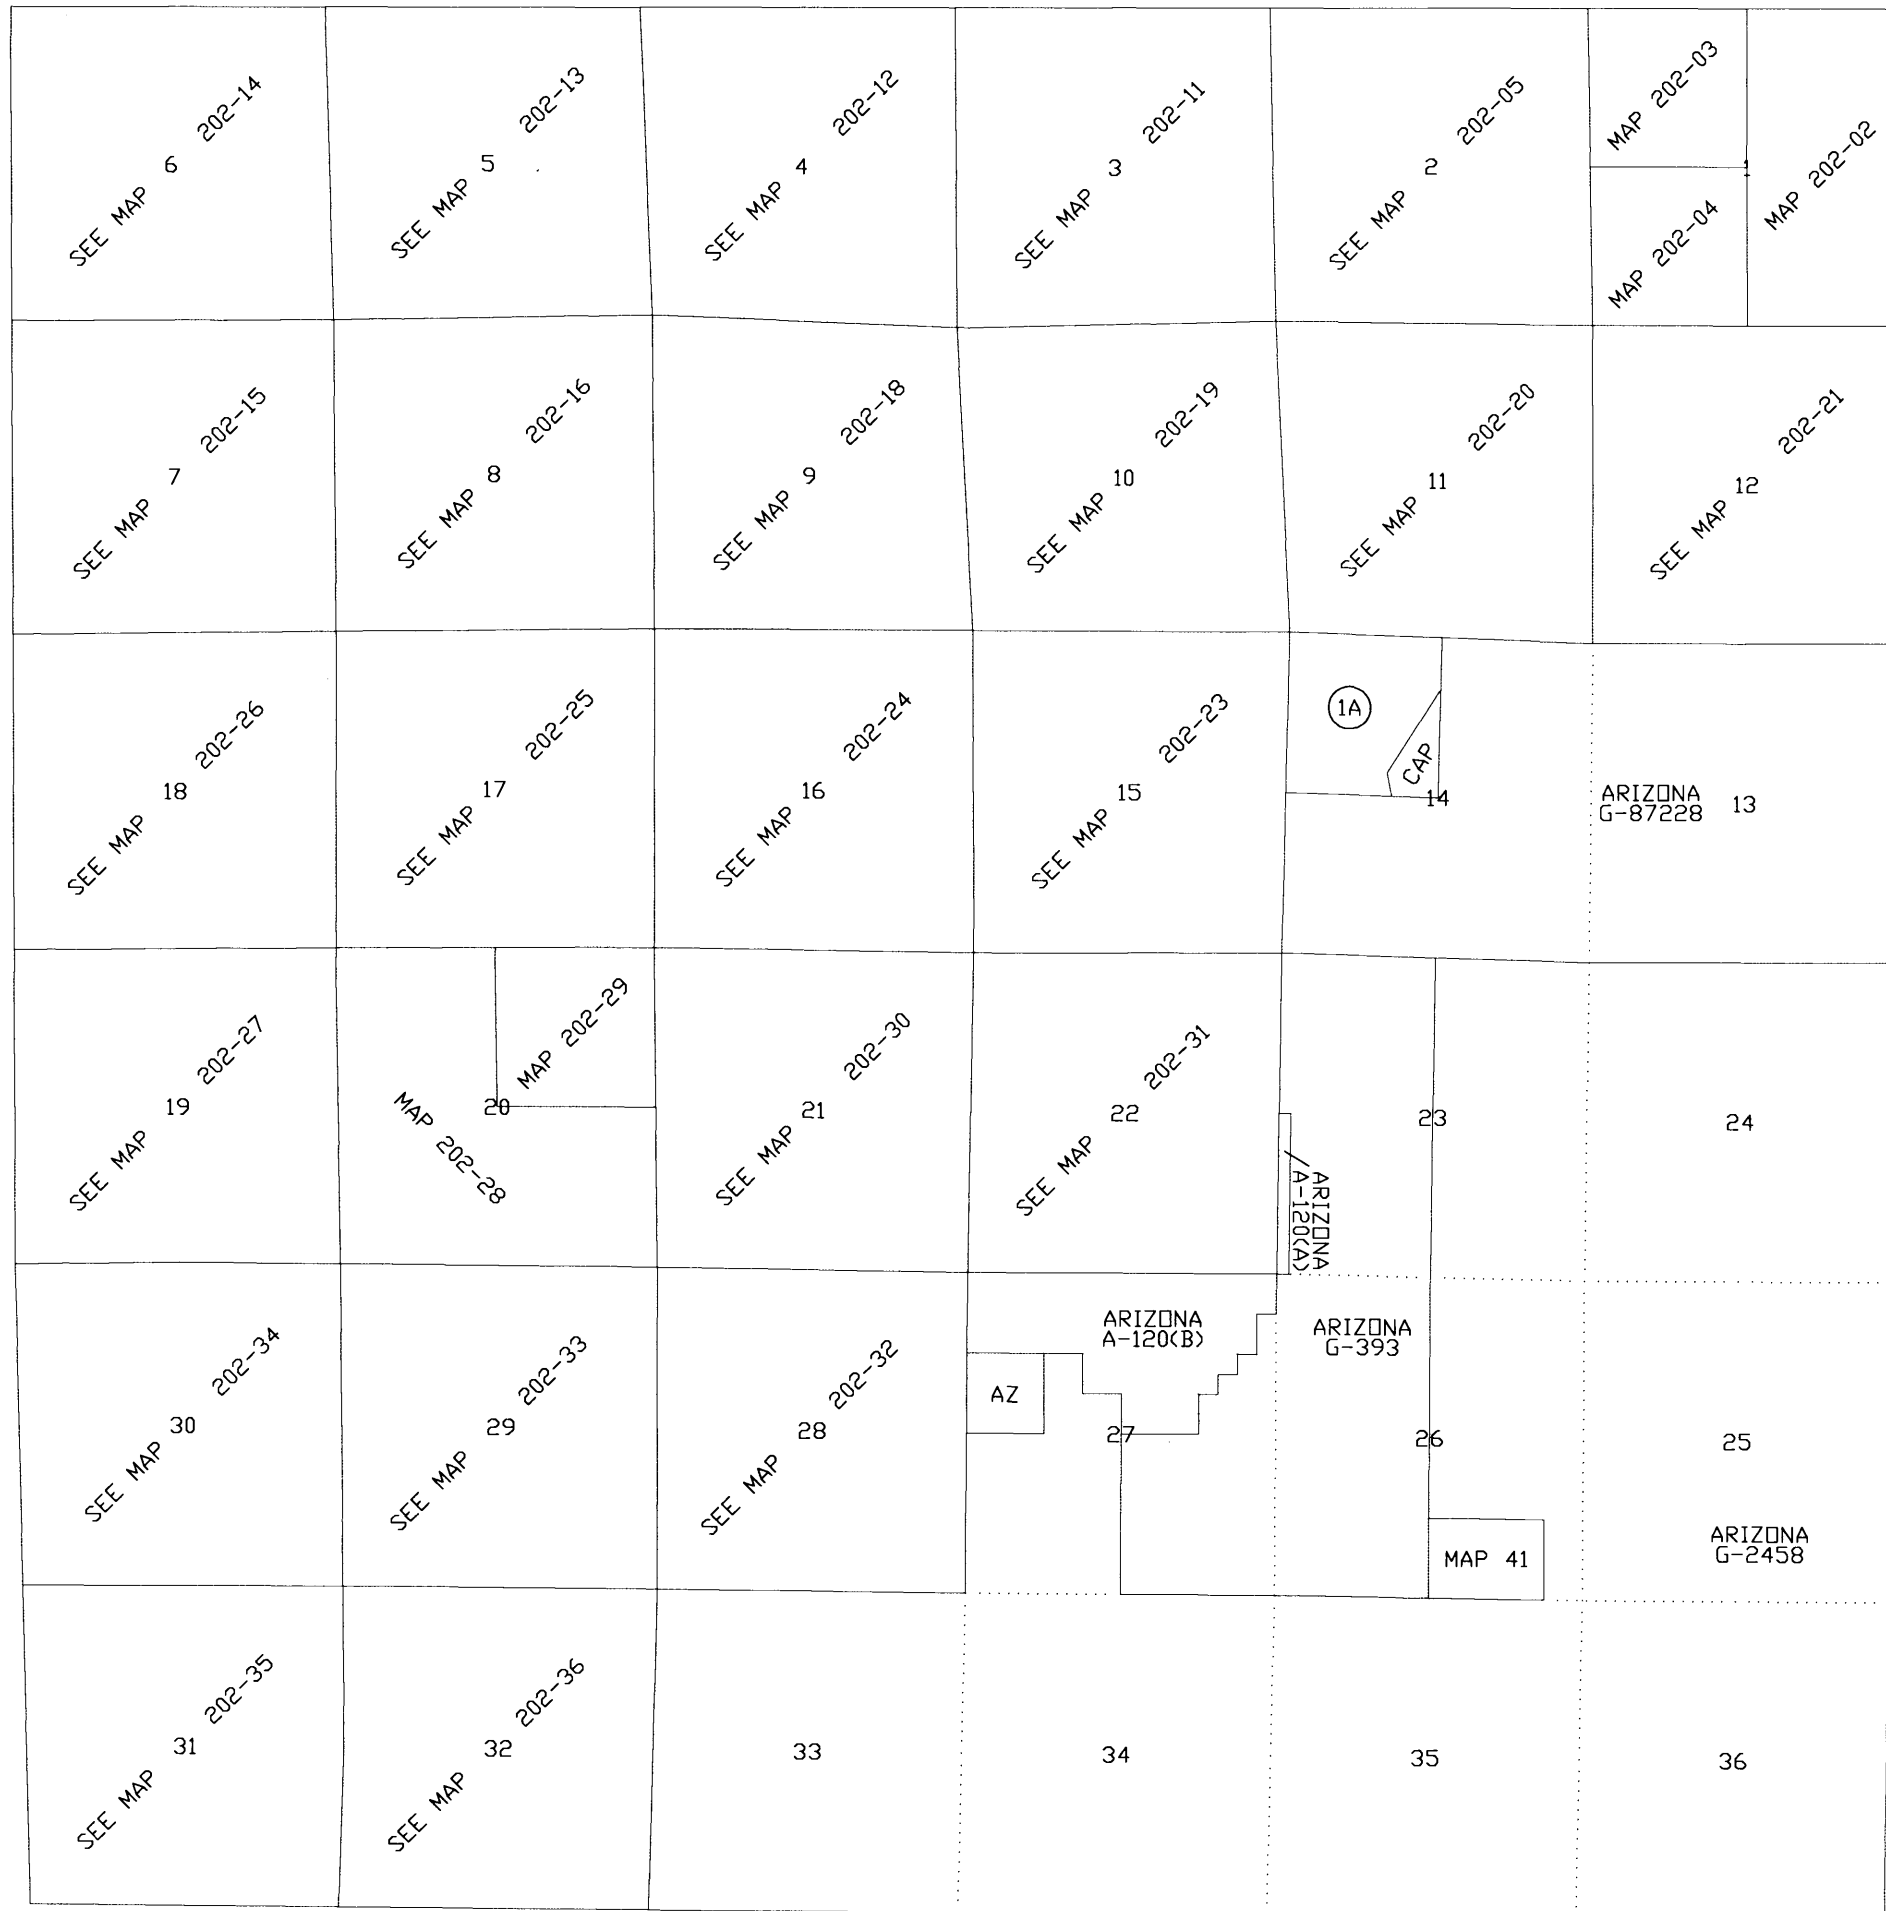 SEE MAP 202-14
6
SEE MAP 202-13
5
SEE MAP 202-12
4
SEE MAP 202-11
3
SEE MAP 202-05
2
MAP 202-03
MAP 202-04
1
MAP 202-02
SEE MAP 202-15
7
SEE MAP 202-16
8
SEE MAP 202-18
9
SEE MAP 202-19
10
SEE MAP 202-20
11
SEE MAP 202-21
12
SEE MAP 202-26
18
SEE MAP 202-25
17
SEE MAP 202-24
16
SEE MAP 202-23
15
1A
CAP
14
ARIZONA
G-87228
13
SEE MAP 202-27
19
MAP 202-29
20
MAP 202-28
SEE MAP 202-30
21
SEE MAP 202-31
22
ARIZONA
A-120(A)
23
24
SEE MAP 202-34
30
SEE MAP 202-33
29
SEE MAP 202-32
28
ARIZONA
A-120(B)
AZ
27
ARIZONA
G-393
26
MAP 41
25
ARIZONA
G-2458
SEE MAP 202-35
31
SEE MAP 202-36
32
33
34
35
36